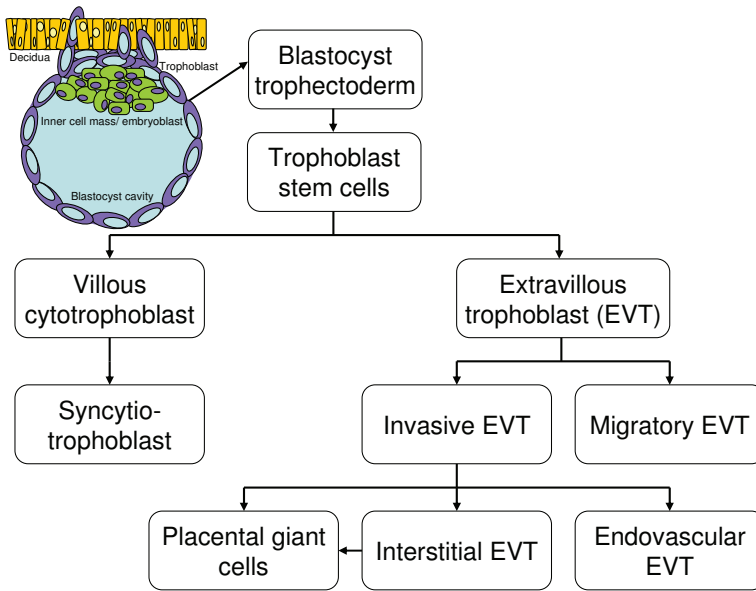 Decidua
Trophoblast
Inner cell mass/ embryoblast
Blastocyst cavity
Blastocyst
trophectoderm
Trophoblast
stem cells
Villous
cytotrophoblast
Extravillous
trophoblast (EVT)
Syncytio-
trophoblast
Invasive EVT
Migratory EVT
Placental giant
cells
Interstitial EVT
Endovascular
EVT